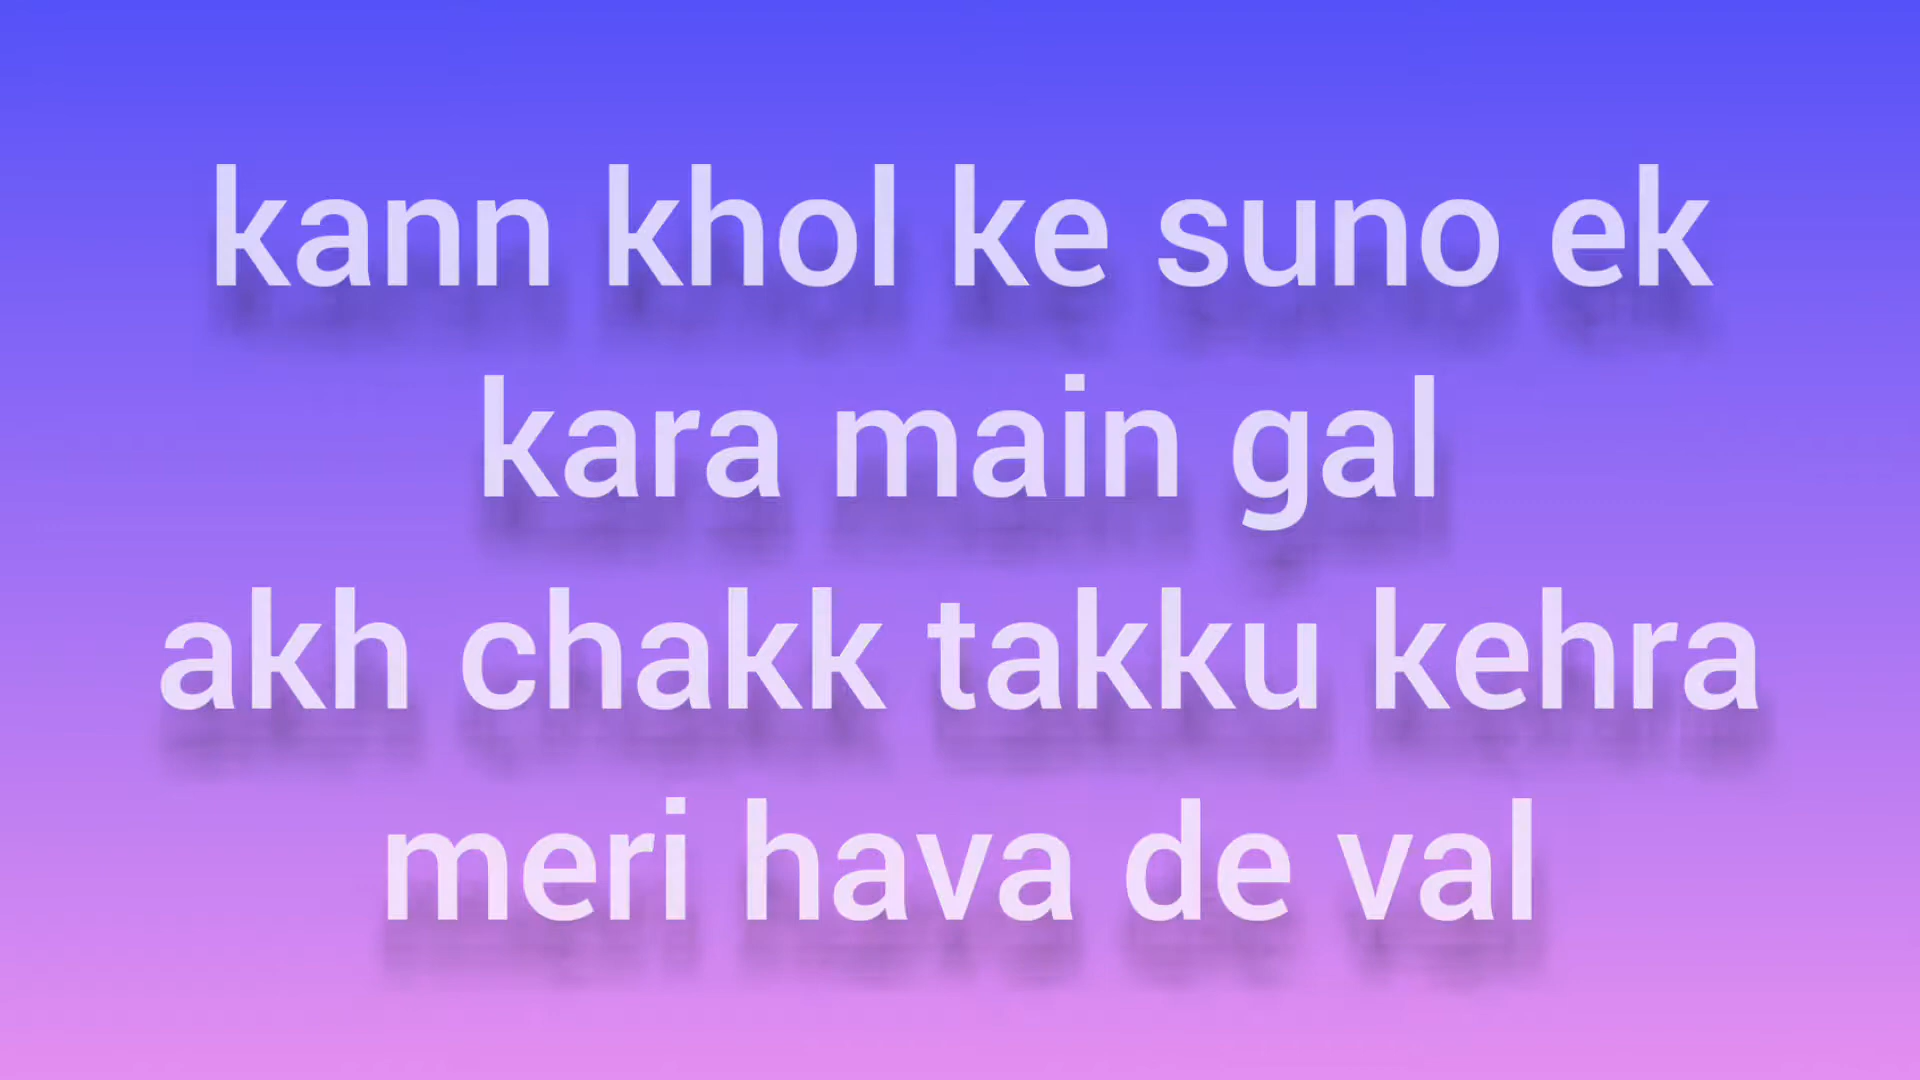 kann khol ke suno ek
kara main gal
akh chakk takku kehra
meri hava de val